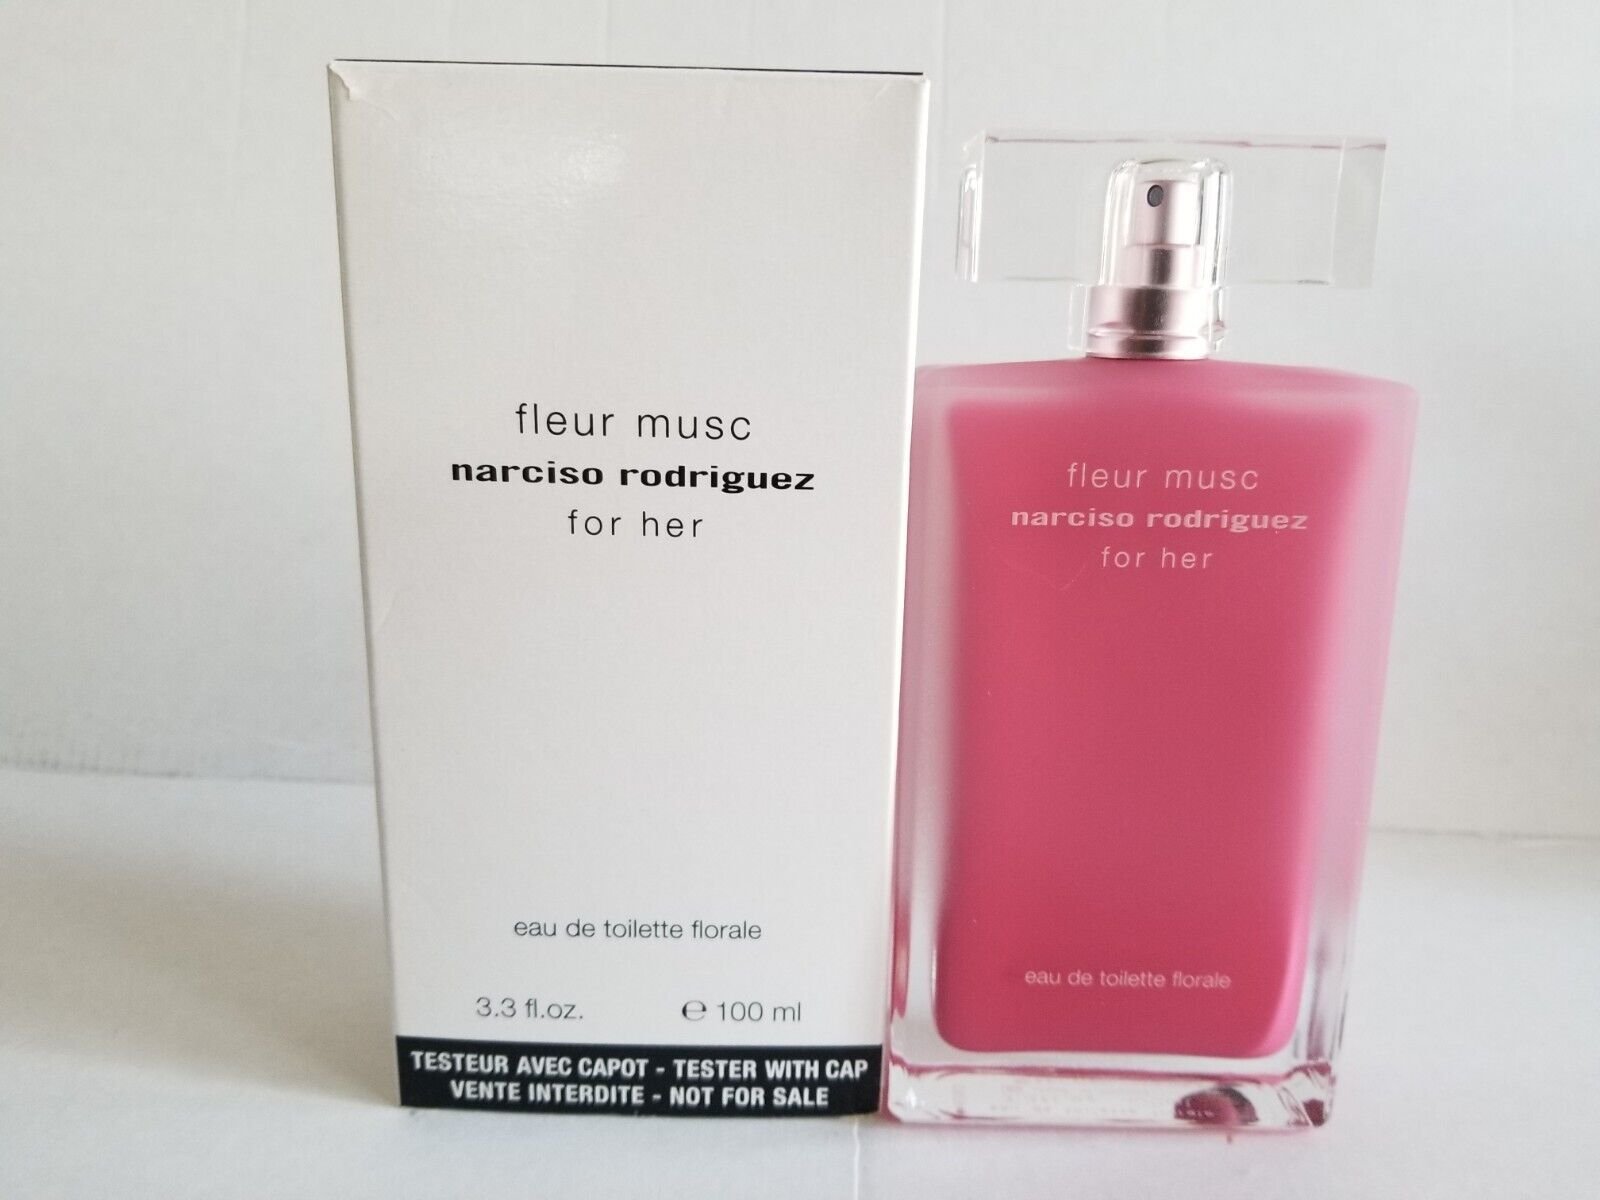 fleur musc
narciso rodriguez
for her
eau de toilette florale
3.3 fl.oz. ℮ 100 ml
TESTEUR AVEC CAPOT - TESTER WITH CAP
VENTE INTERDITE - NOT FOR SALE
fleur musc
narciso rodriguez
for her
eau de toilette florale